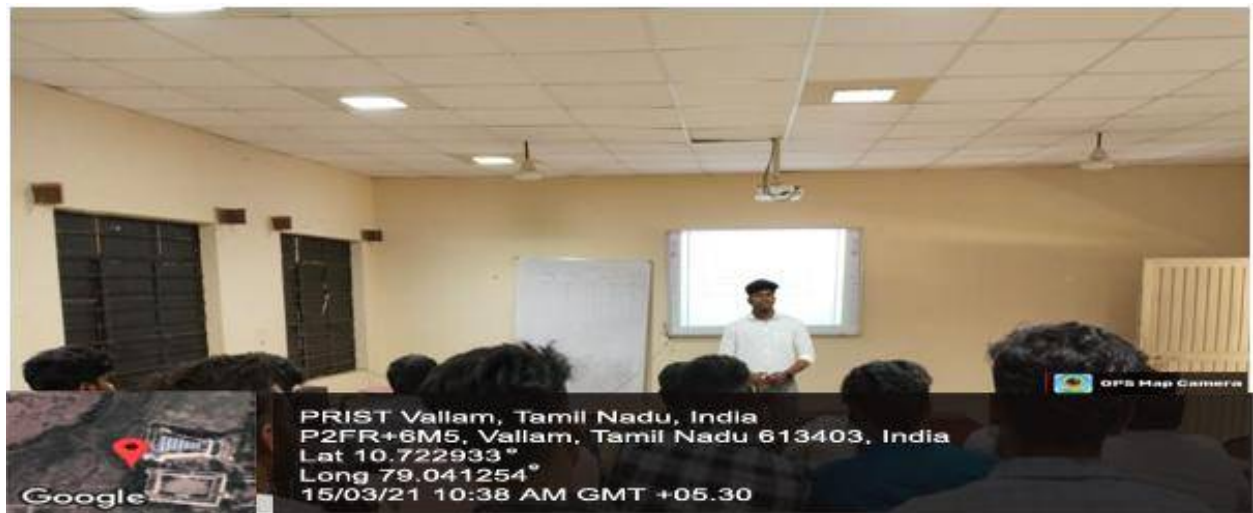 GPS Map Camera
PRIST Vallam, Tamil Nadu, India
P2FR+6M5, Vallam, Tamil Nadu 613403, India
Lat 10.722933°
Long 79.041254°
15/03/21 10:38 AM GMT +05.30
Google